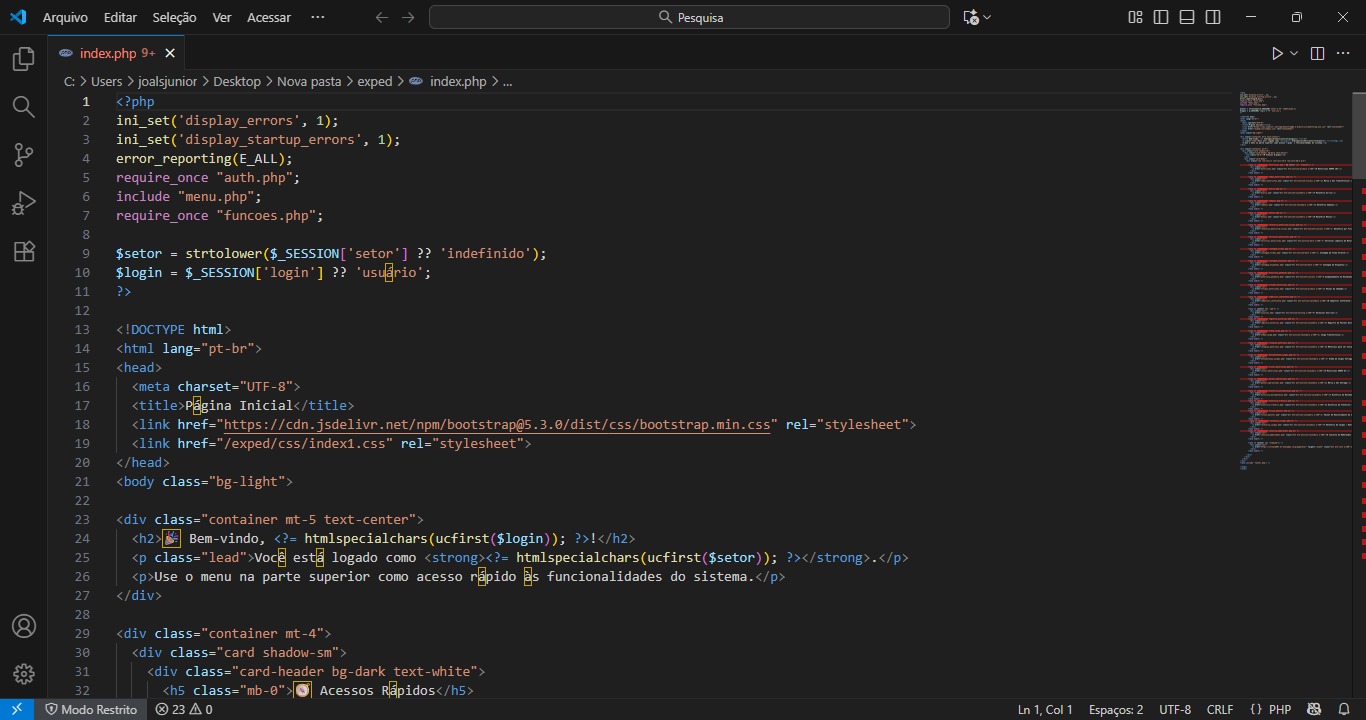 Arquivo Editar Seleção Ver Acessar ···
Pesquisa
index.php 9+
C: > Users > joalsjunior > Desktop > Nova pasta > exped > index.php > ...
1 <?php
2 ini_set('display_errors', 1);
3 ini_set('display_startup_errors', 1);
4 error_reporting(E_ALL);
5 require_once "auth.php";
6 include "menu.php";
7 require_once "funcoes.php";
8
9 $setor = strtolower($_SESSION['setor'] ?? 'indefinido');
10 $login = $_SESSION['login'] ?? 'usuário';
11 ?>
12
13 <!DOCTYPE html>
14 <html lang="pt-br">
15 <head>
16 <meta charset="UTF-8">
17 <title>Página Inicial</title>
18 <link href="https://cdn.jsdelivr.net/npm/bootstrap@5.3.0/dist/css/bootstrap.min.css" rel="stylesheet">
19 <link href="/exped/css/index1.css" rel="stylesheet">
20 </head>
21 <body class="bg-light">
22
23 <div class="container mt-5 text-center">
24 <h2>🎉 Bem-vindo, <?= htmlspecialchars(ucfirst($login)); ?>!</h2>
25 <p class="lead">Você está logado como <strong><?= htmlspecialchars(ucfirst($setor)); ?></strong>.</p>
26 <p>Use o menu na parte superior como acesso rápido às funcionalidades do sistema.</p>
27 </div>
28
29 <div class="container mt-4">
30 <div class="card shadow-sm">
31 <div class="card-header bg-dark text-white">
32 <h5 class="mb-0">🧭 Acessos Rápidos</h5>
Modo Restrito 23 0 Ln 1, Col 1 Espaços: 2 UTF-8 CRLF {} PHP